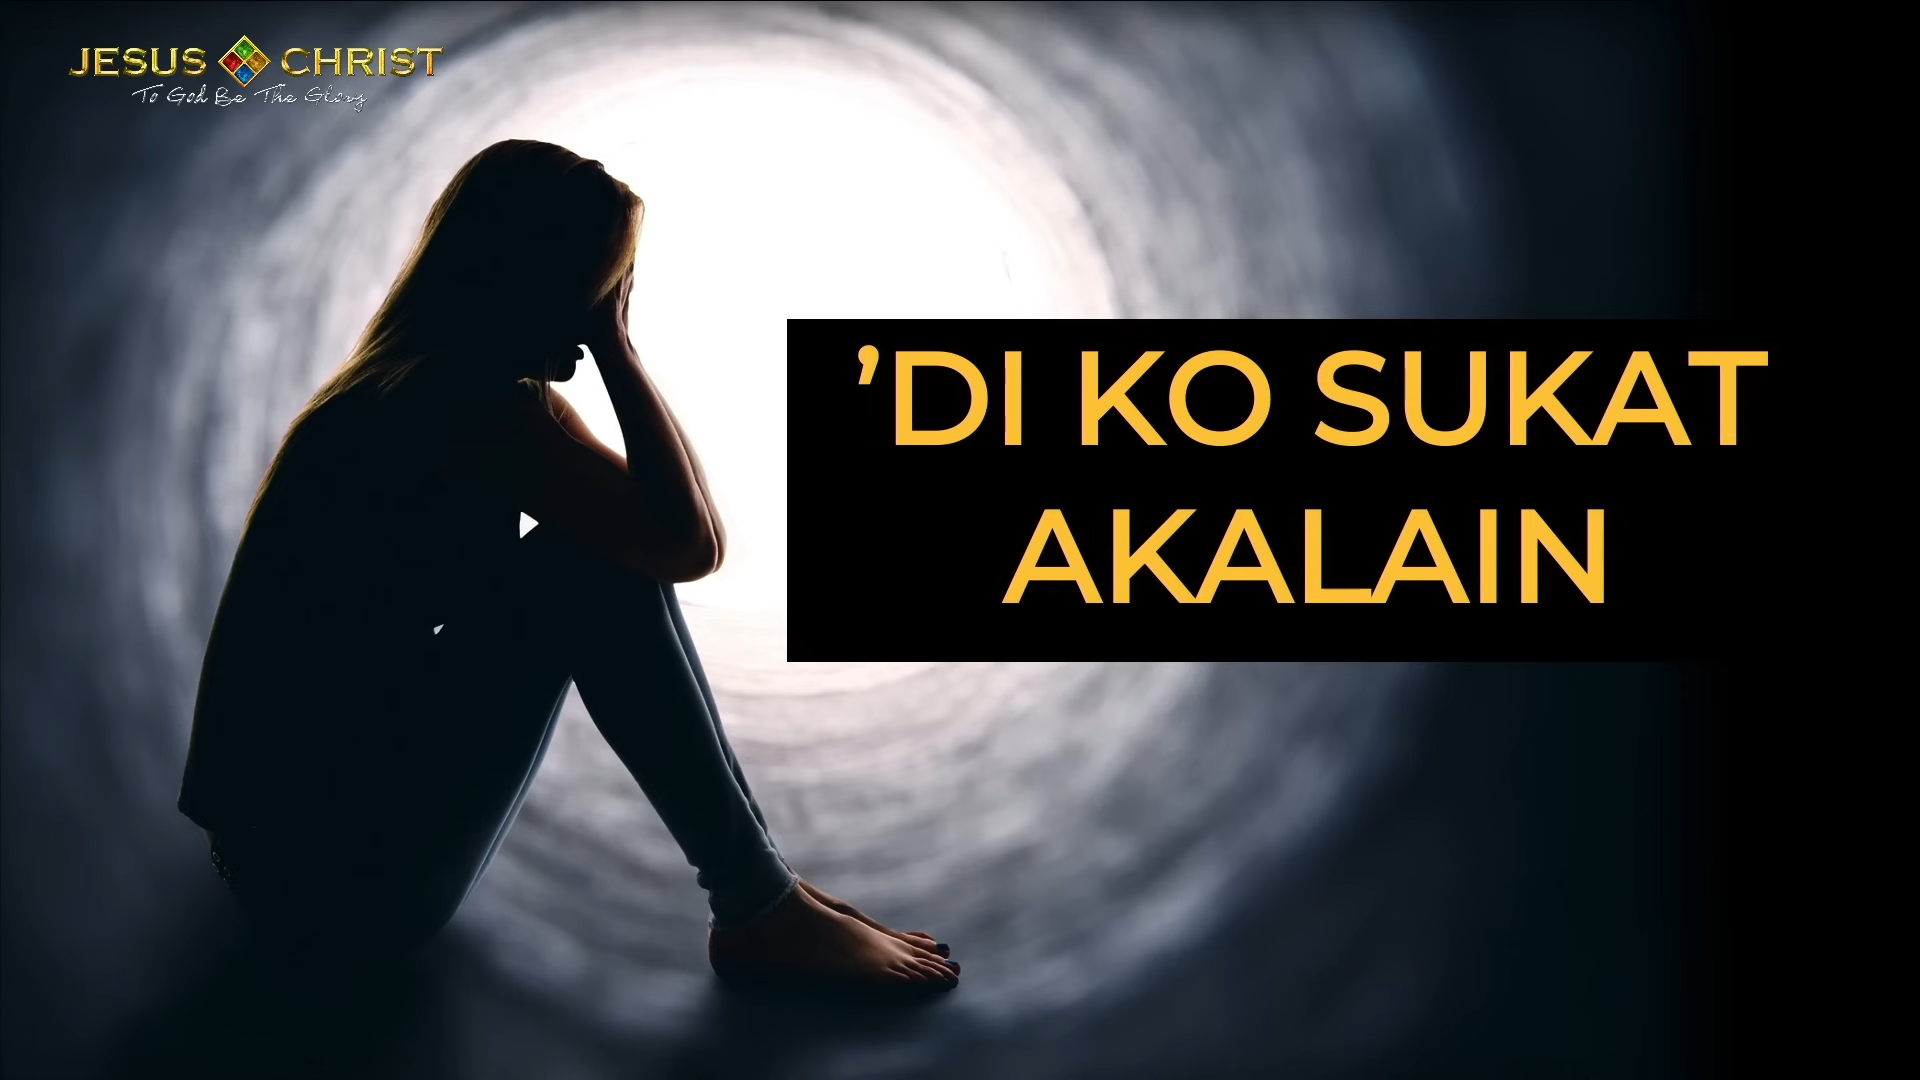 JESUS CHRIST
To God Be The Glory
’DI KO SUKAT
AKALAIN